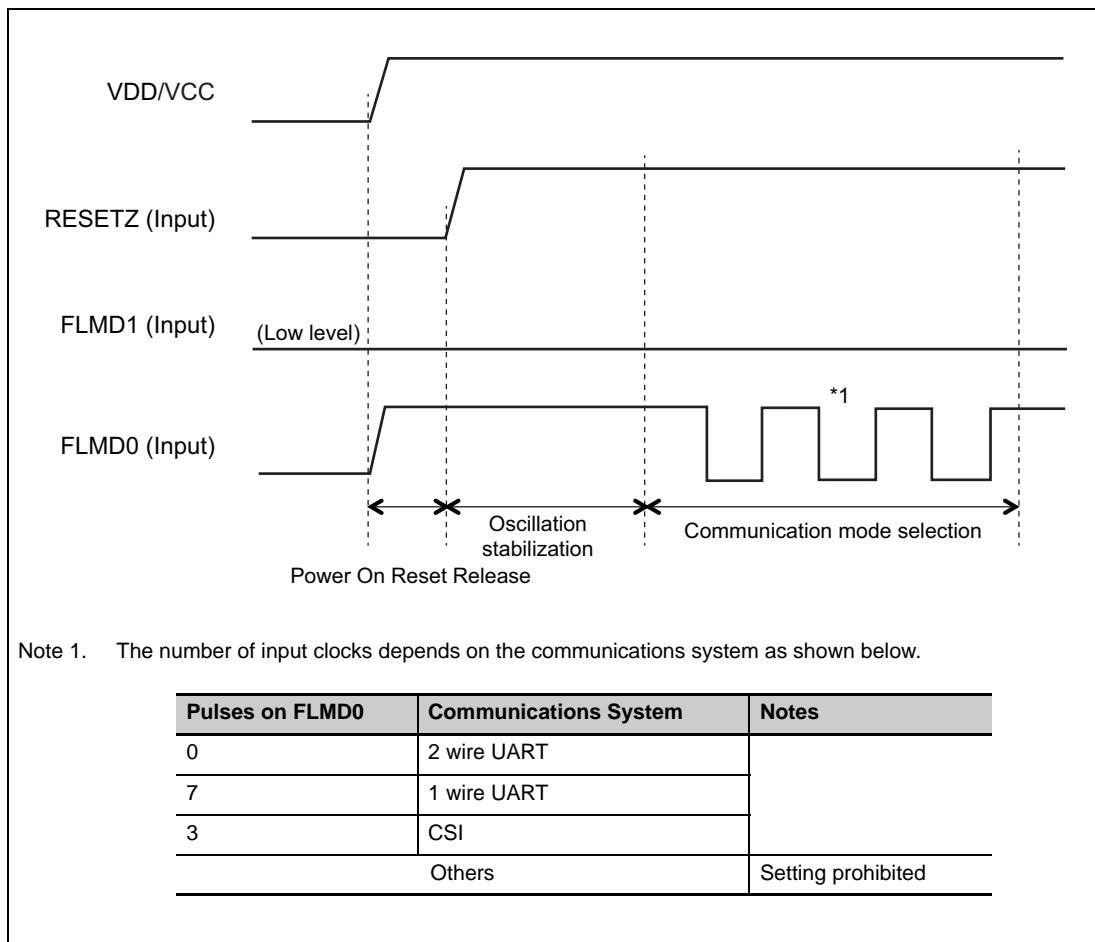 VDD/VCC
RESETZ (Input)
FLMD1 (Input)
(Low level)
*1
FLMD0 (Input)
Oscillation
stabilization
Communication mode selection
Power On Reset Release
Note 1. The number of input clocks depends on the communications system as shown below.
Pulses on FLMD0 Communications System Notes
0 2 wire UART
7 1 wire UART
3 CSI
Others Setting prohibited